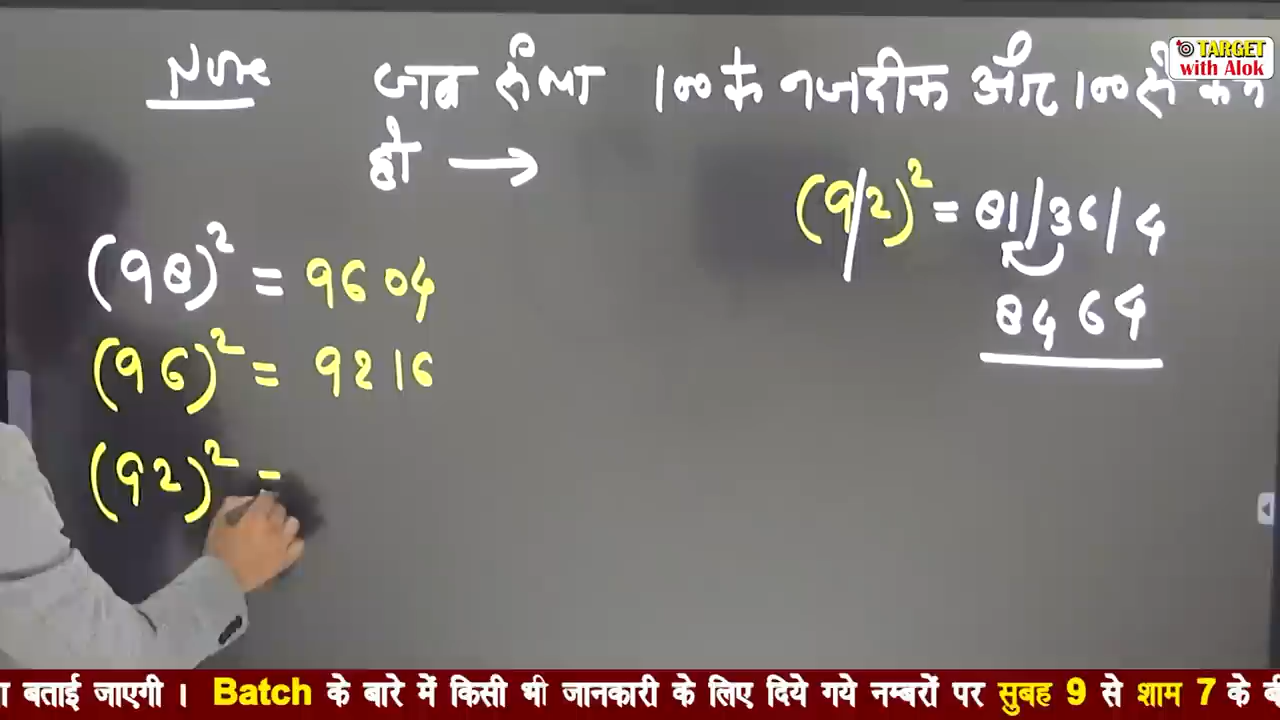 Note जब संख्या 100 के नजदीक और 100 से कम
हो →
(92)² = 81/36/4
8464
(98)² = 9604
(96)² = 9216
(92)² =
TARGET
with Alok
ा बताई जाएगी । Batch के बारे में किसी भी जानकारी के लिए दिये गये नम्बरों पर सुबह 9 से शाम 7 के बी